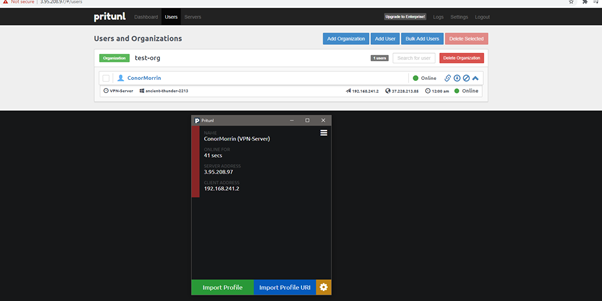 Not secure | 3.95.208.97/#/users
pritunl Dashboard Users Servers Upgrade to Enterprise Logs Settings Logout
Users and Organizations Add Organization Add User Bulk Add Users Delete Selected
Organization test-org 1 users Search for user Delete Organization
ConorMorrin Online
VPN-Server ancient-thunder-2213 192.168.241.2 37.228.213.88 12:00 am Online
Pritunl
NAME
ConorMorrin (VPN-Server)
ONLINE FOR
41 secs
SERVER ADDRESS
3.95.208.97
CLIENT ADDRESS
192.168.241.2
Import Profile Import Profile URI